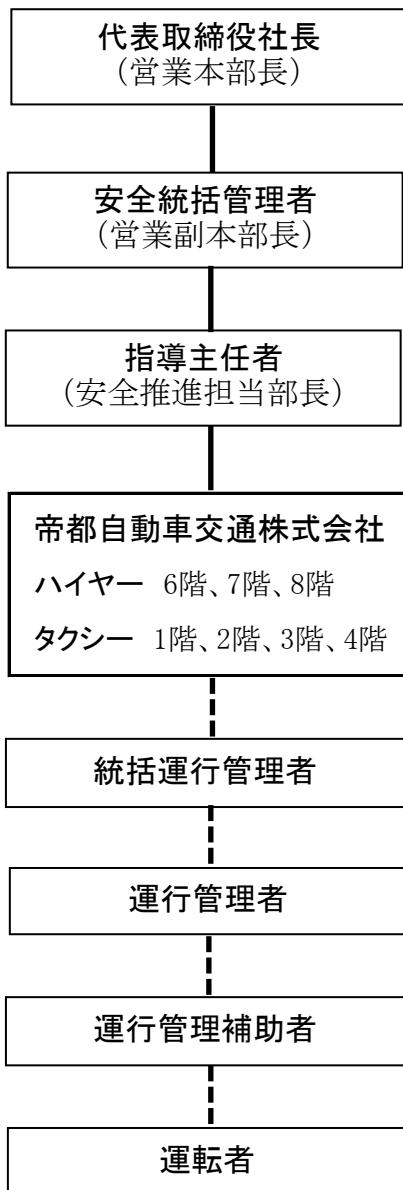 代表取締役社長
（営業本部長）
安全統括管理者
（営業副本部長）
指導主任者
（安全推進担当部長）
帝都自動車交通株式会社
ハイヤー 6階、7階、8階
タクシー 1階、2階、3階、4階
統括運行管理者
運行管理者
運行管理補助者
運転者